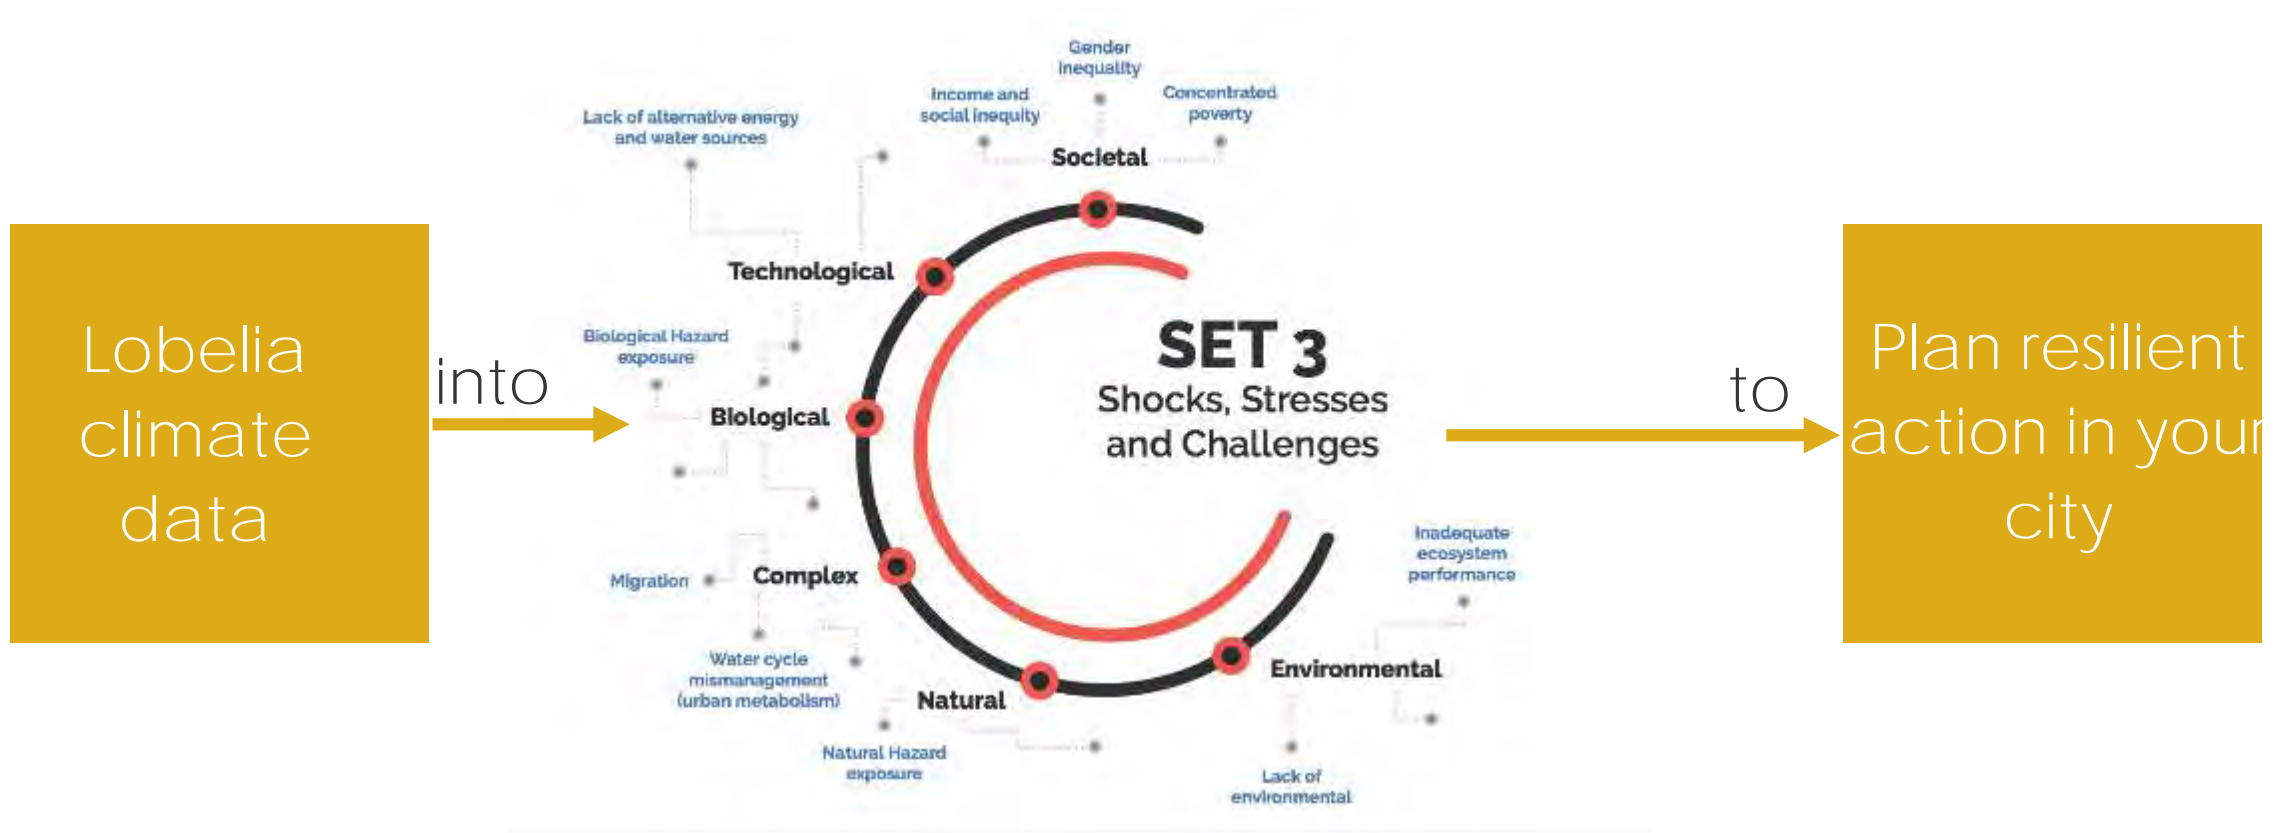 Lobelia
climate
data
into
Gender
inequality
Income and
social inequity
Concentrated
poverty
Societal
Lack of alternative energy
and water sources
Technological
Biological Hazard
exposure
Biological
SET 3
Shocks, Stresses
and Challenges
Migration
Complex
Water cycle
mismanagement
(urban metabolism)
Natural
Natural Hazard
exposure
Inadequate
ecosystem
performance
Environmental
Lack of
environmental
to
Plan resilient
action in your
city